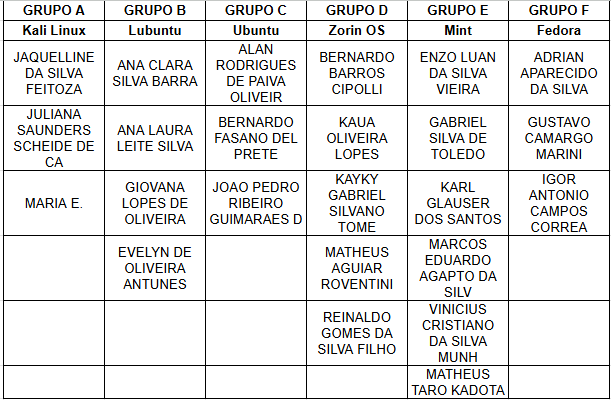 GRUPO A GRUPO B GRUPO C GRUPO D GRUPO E GRUPO F
Kali Linux Lubuntu Ubuntu Zorin OS Mint Fedora
JAQUELLINE
DA SILVA
FEITOZA
ANA CLARA
SILVA BARRA
ALAN
RODRIGUES
DE PAIVA
OLIVEIR
BERNARDO
BARROS
CIPOLLI
ENZO LUAN
DA SILVA
VIEIRA
ADRIAN
APARECIDO
DA SILVA
JULIANA
SAUNDERS
SCHEIDE DE
CA
ANA LAURA
LEITE SILVA
BERNARDO
FASANO DEL
PRETE
KAUA
OLIVEIRA
LOPES
GABRIEL
SILVA DE
TOLEDO
GUSTAVO
CAMARGO
MARINI
MARIA E.
GIOVANA
LOPES DE
OLIVEIRA
JOAO PEDRO
RIBEIRO
GUIMARAES D
KAYKY
GABRIEL
SILVANO
TOME
KARL
GLAUSER
DOS SANTOS
IGOR
ANTONIO
CAMPOS
CORREA
EVELYN DE
OLIVEIRA
ANTUNES
MATHEUS
AGUIAR
ROVENTINI
MARCOS
EDUARDO
AGAPTO DA
SILV
REINALDO
GOMES DA
SILVA FILHO
VINICIUS
CRISTIANO
DA SILVA
MUNH
MATHEUS
TARO KADOTA